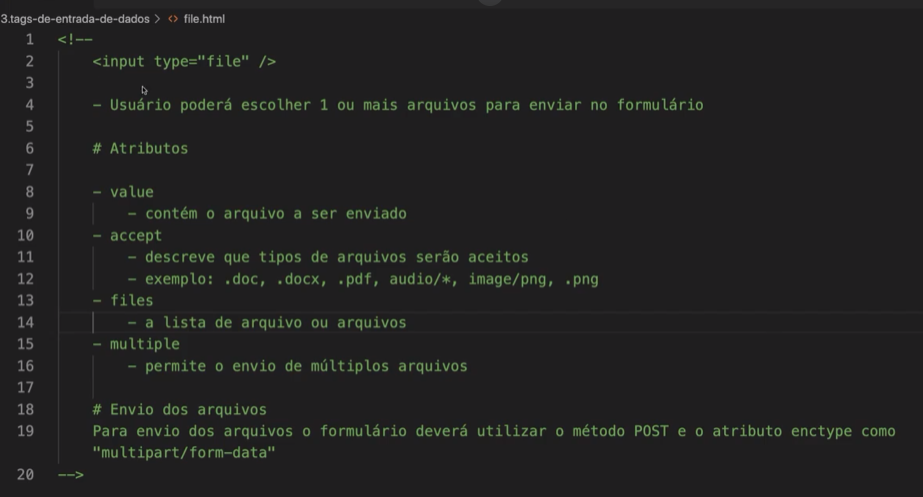 3.tags-de-entrada-de-dados > <> file.html
1 <!--
2 <input type="file" />
3
4 - Usuário poderá escolher 1 ou mais arquivos para enviar no formulário
5
6 # Atributos
7
8 - value
9 - contém o arquivo a ser enviado
10 - accept
11 - descreve que tipos de arquivos serão aceitos
12 - exemplo: .doc, .docx, .pdf, audio/*, image/png, .png
13 - files
14 - a lista de arquivo ou arquivos
15 - multiple
16 - permite o envio de múltiplos arquivos
17
18 # Envio dos arquivos
19 Para envio dos arquivos o formulário deverá utilizar o método POST e o atributo enctype como
"multipart/form-data"
20 -->